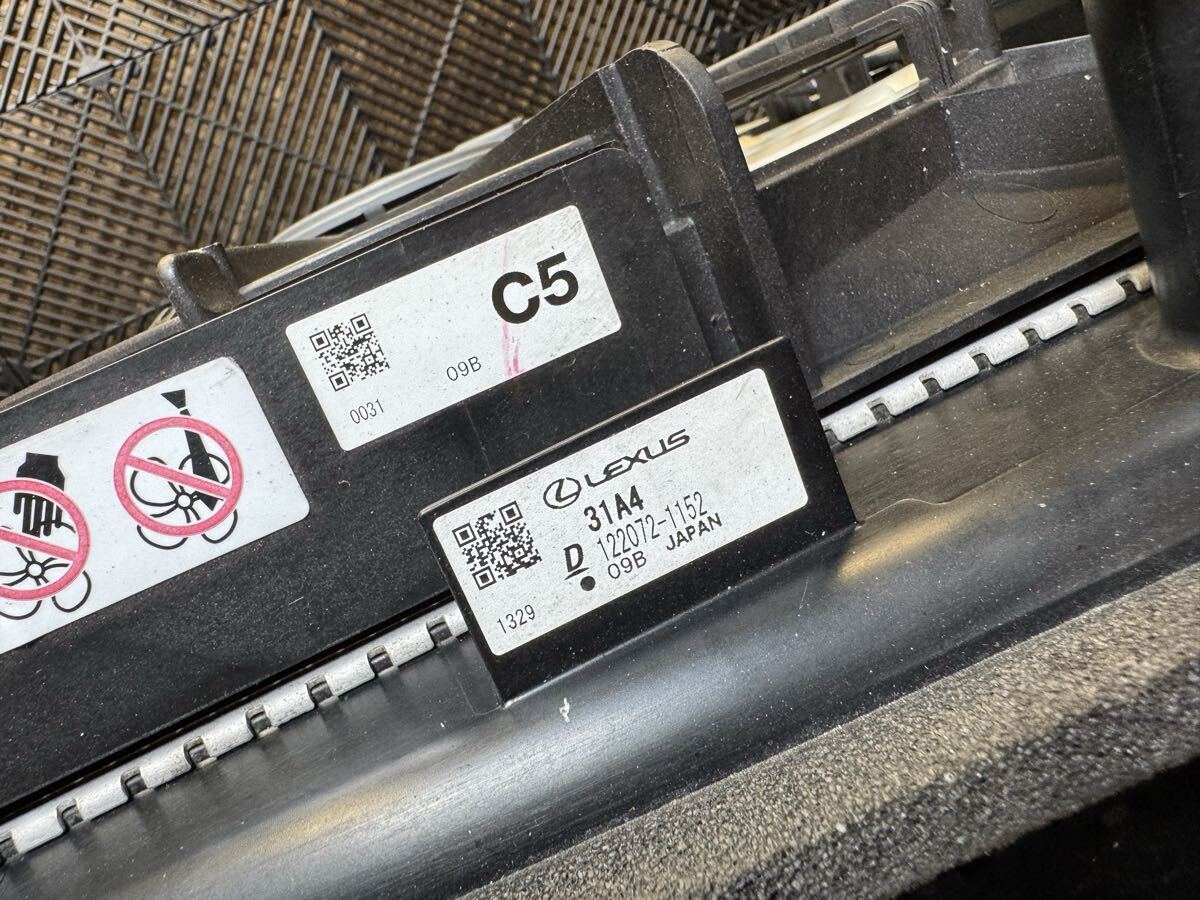 C5
09B
0031
LEXUS
31A4
D 122072-1152
09B JAPAN
1329